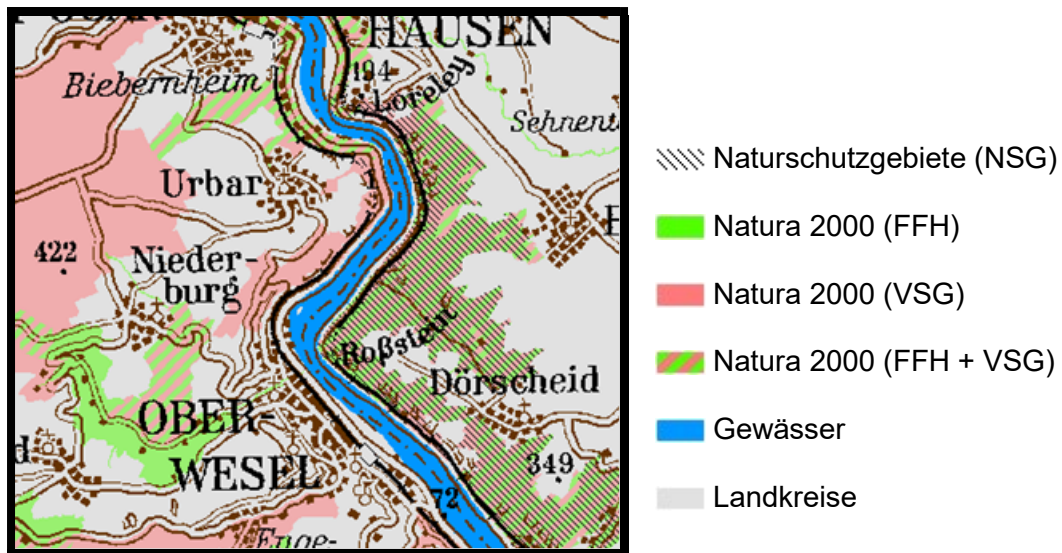 HAUSEN
194
Biebernheim
Loreley
Urbar
422
Nieder-
burg
Roßstein
Dörscheid
OBER-
WESEL
349
72
Naturschutzgebiete (NSG)
Natura 2000 (FFH)
Natura 2000 (VSG)
Natura 2000 (FFH + VSG)
Gewässer
Landkreise